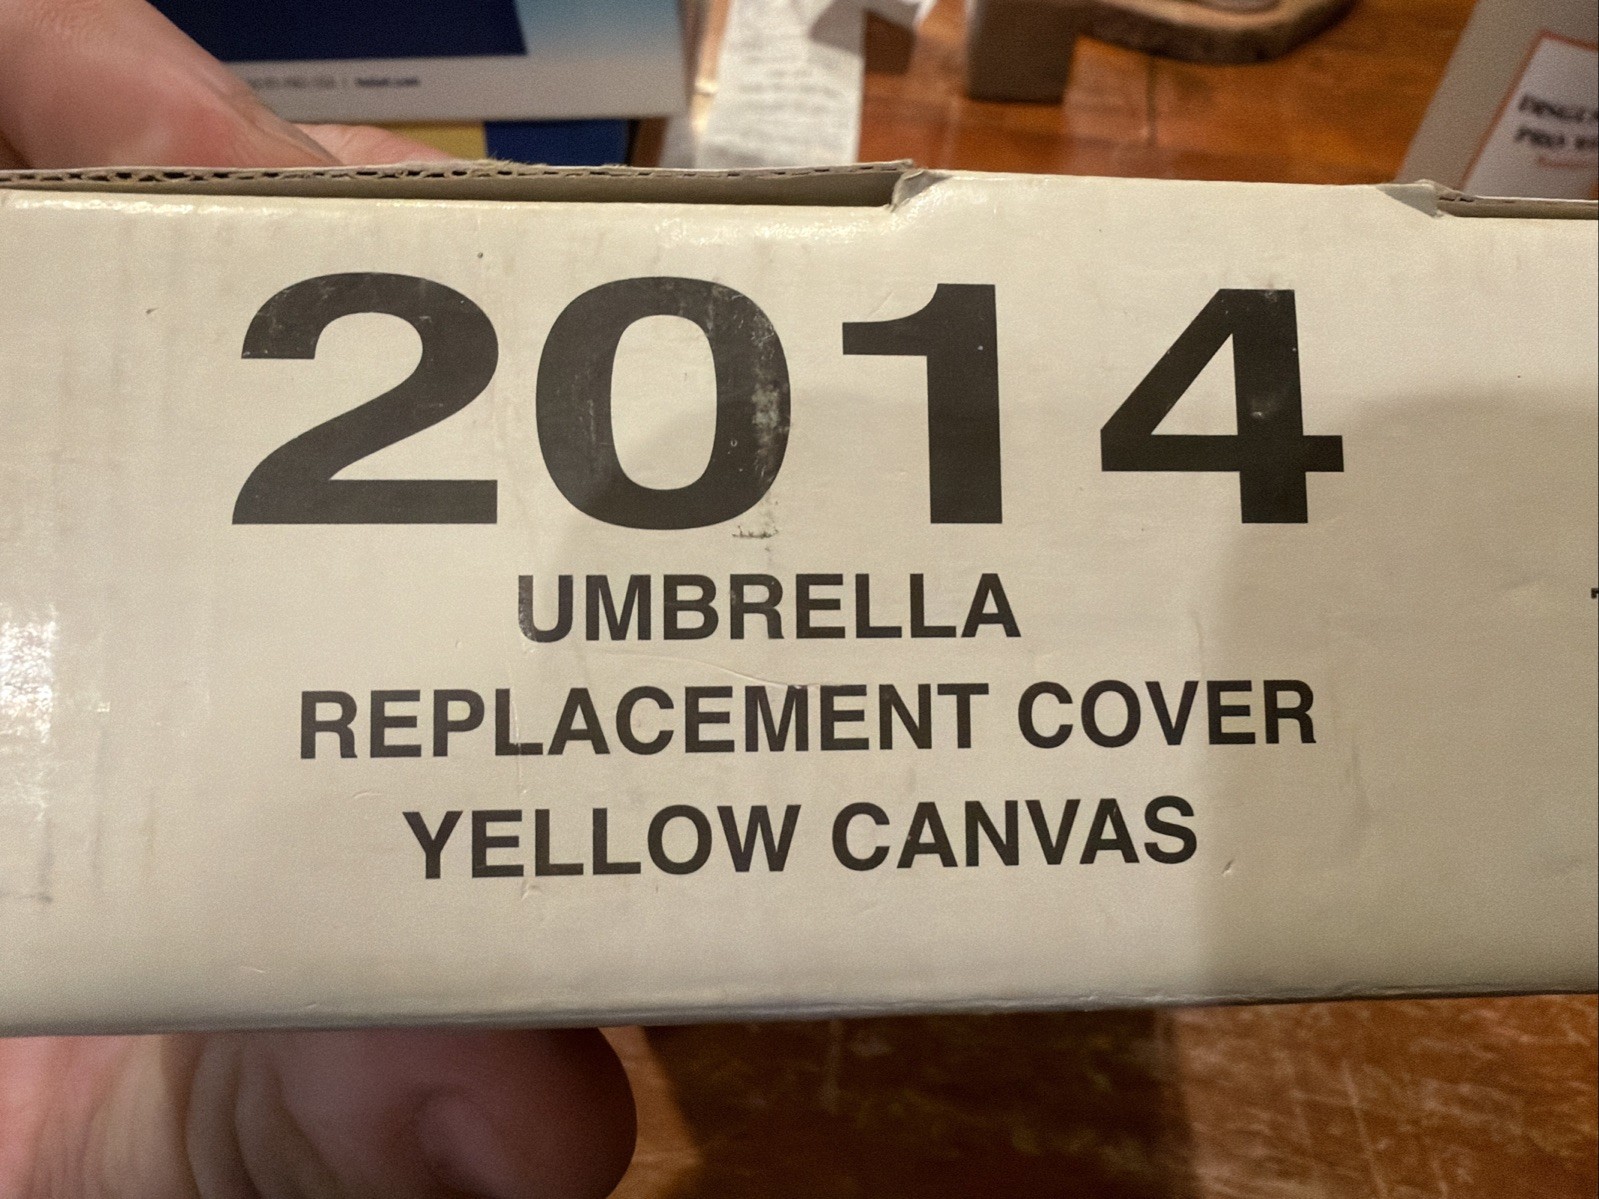 2014
UMBRELLA
REPLACEMENT COVER
YELLOW CANVAS